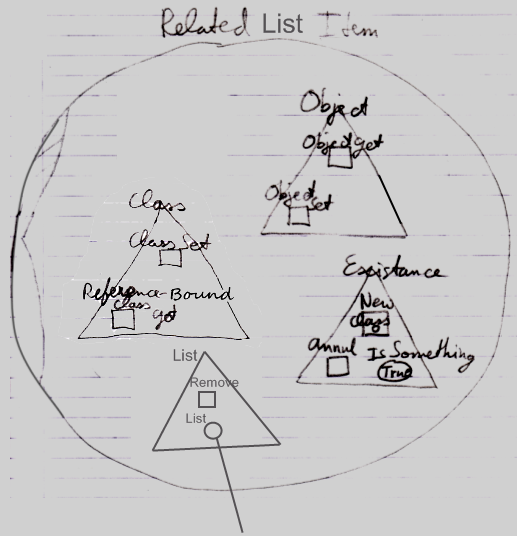 Related List Item
Object
Object get
Object Set
Class
Class Set
Reference-Bound
Class get
Existance
New
Class
Annul
Is Something
True
List
Remove
List